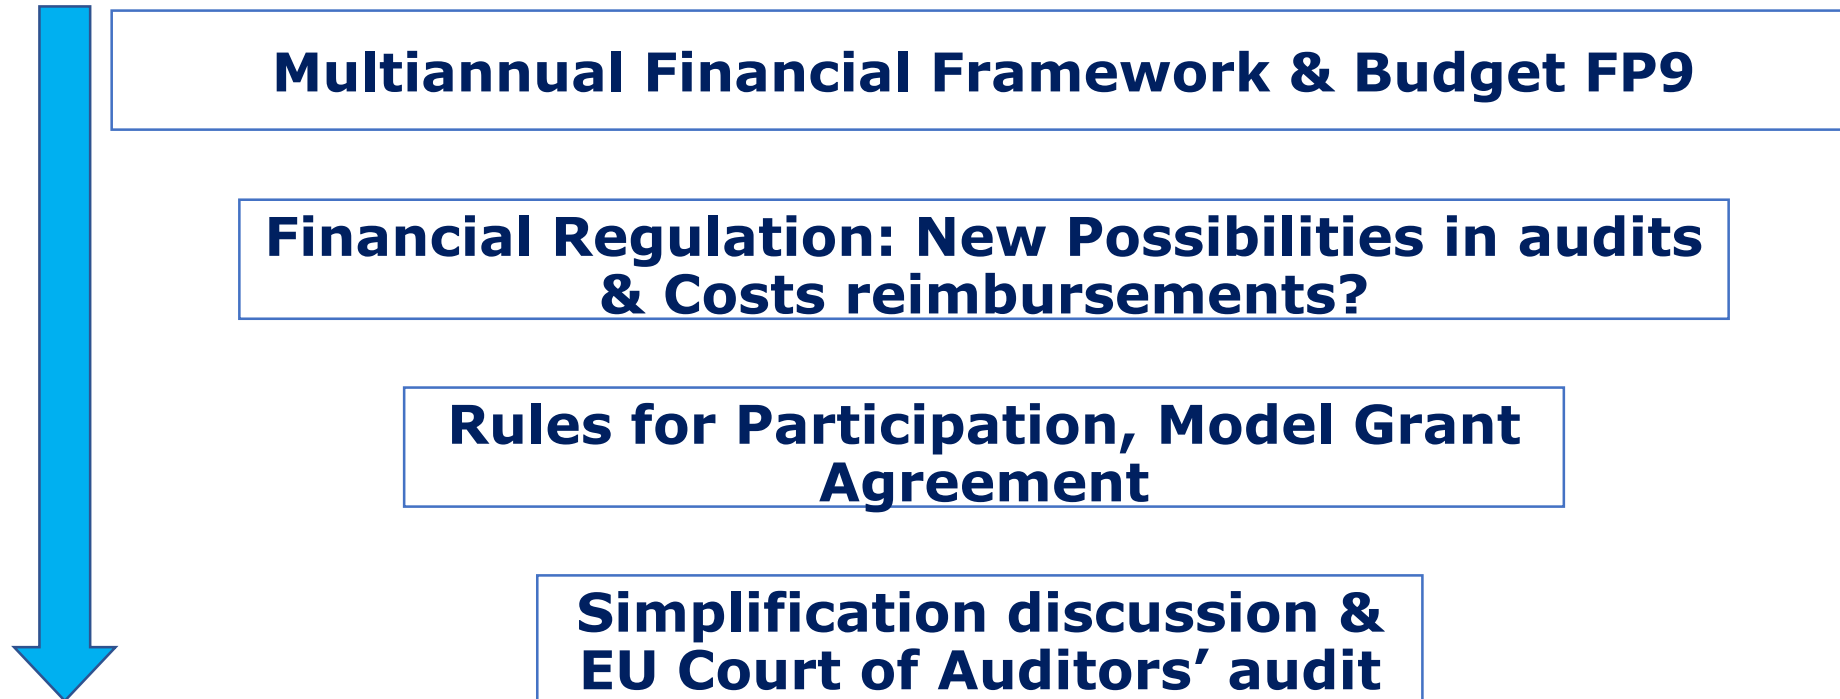 Multiannual Financial Framework & Budget FP9
Financial Regulation: New Possibilities in audits
& Costs reimbursements?
Rules for Participation, Model Grant
Agreement
Simplification discussion &
EU Court of Auditors’ audit